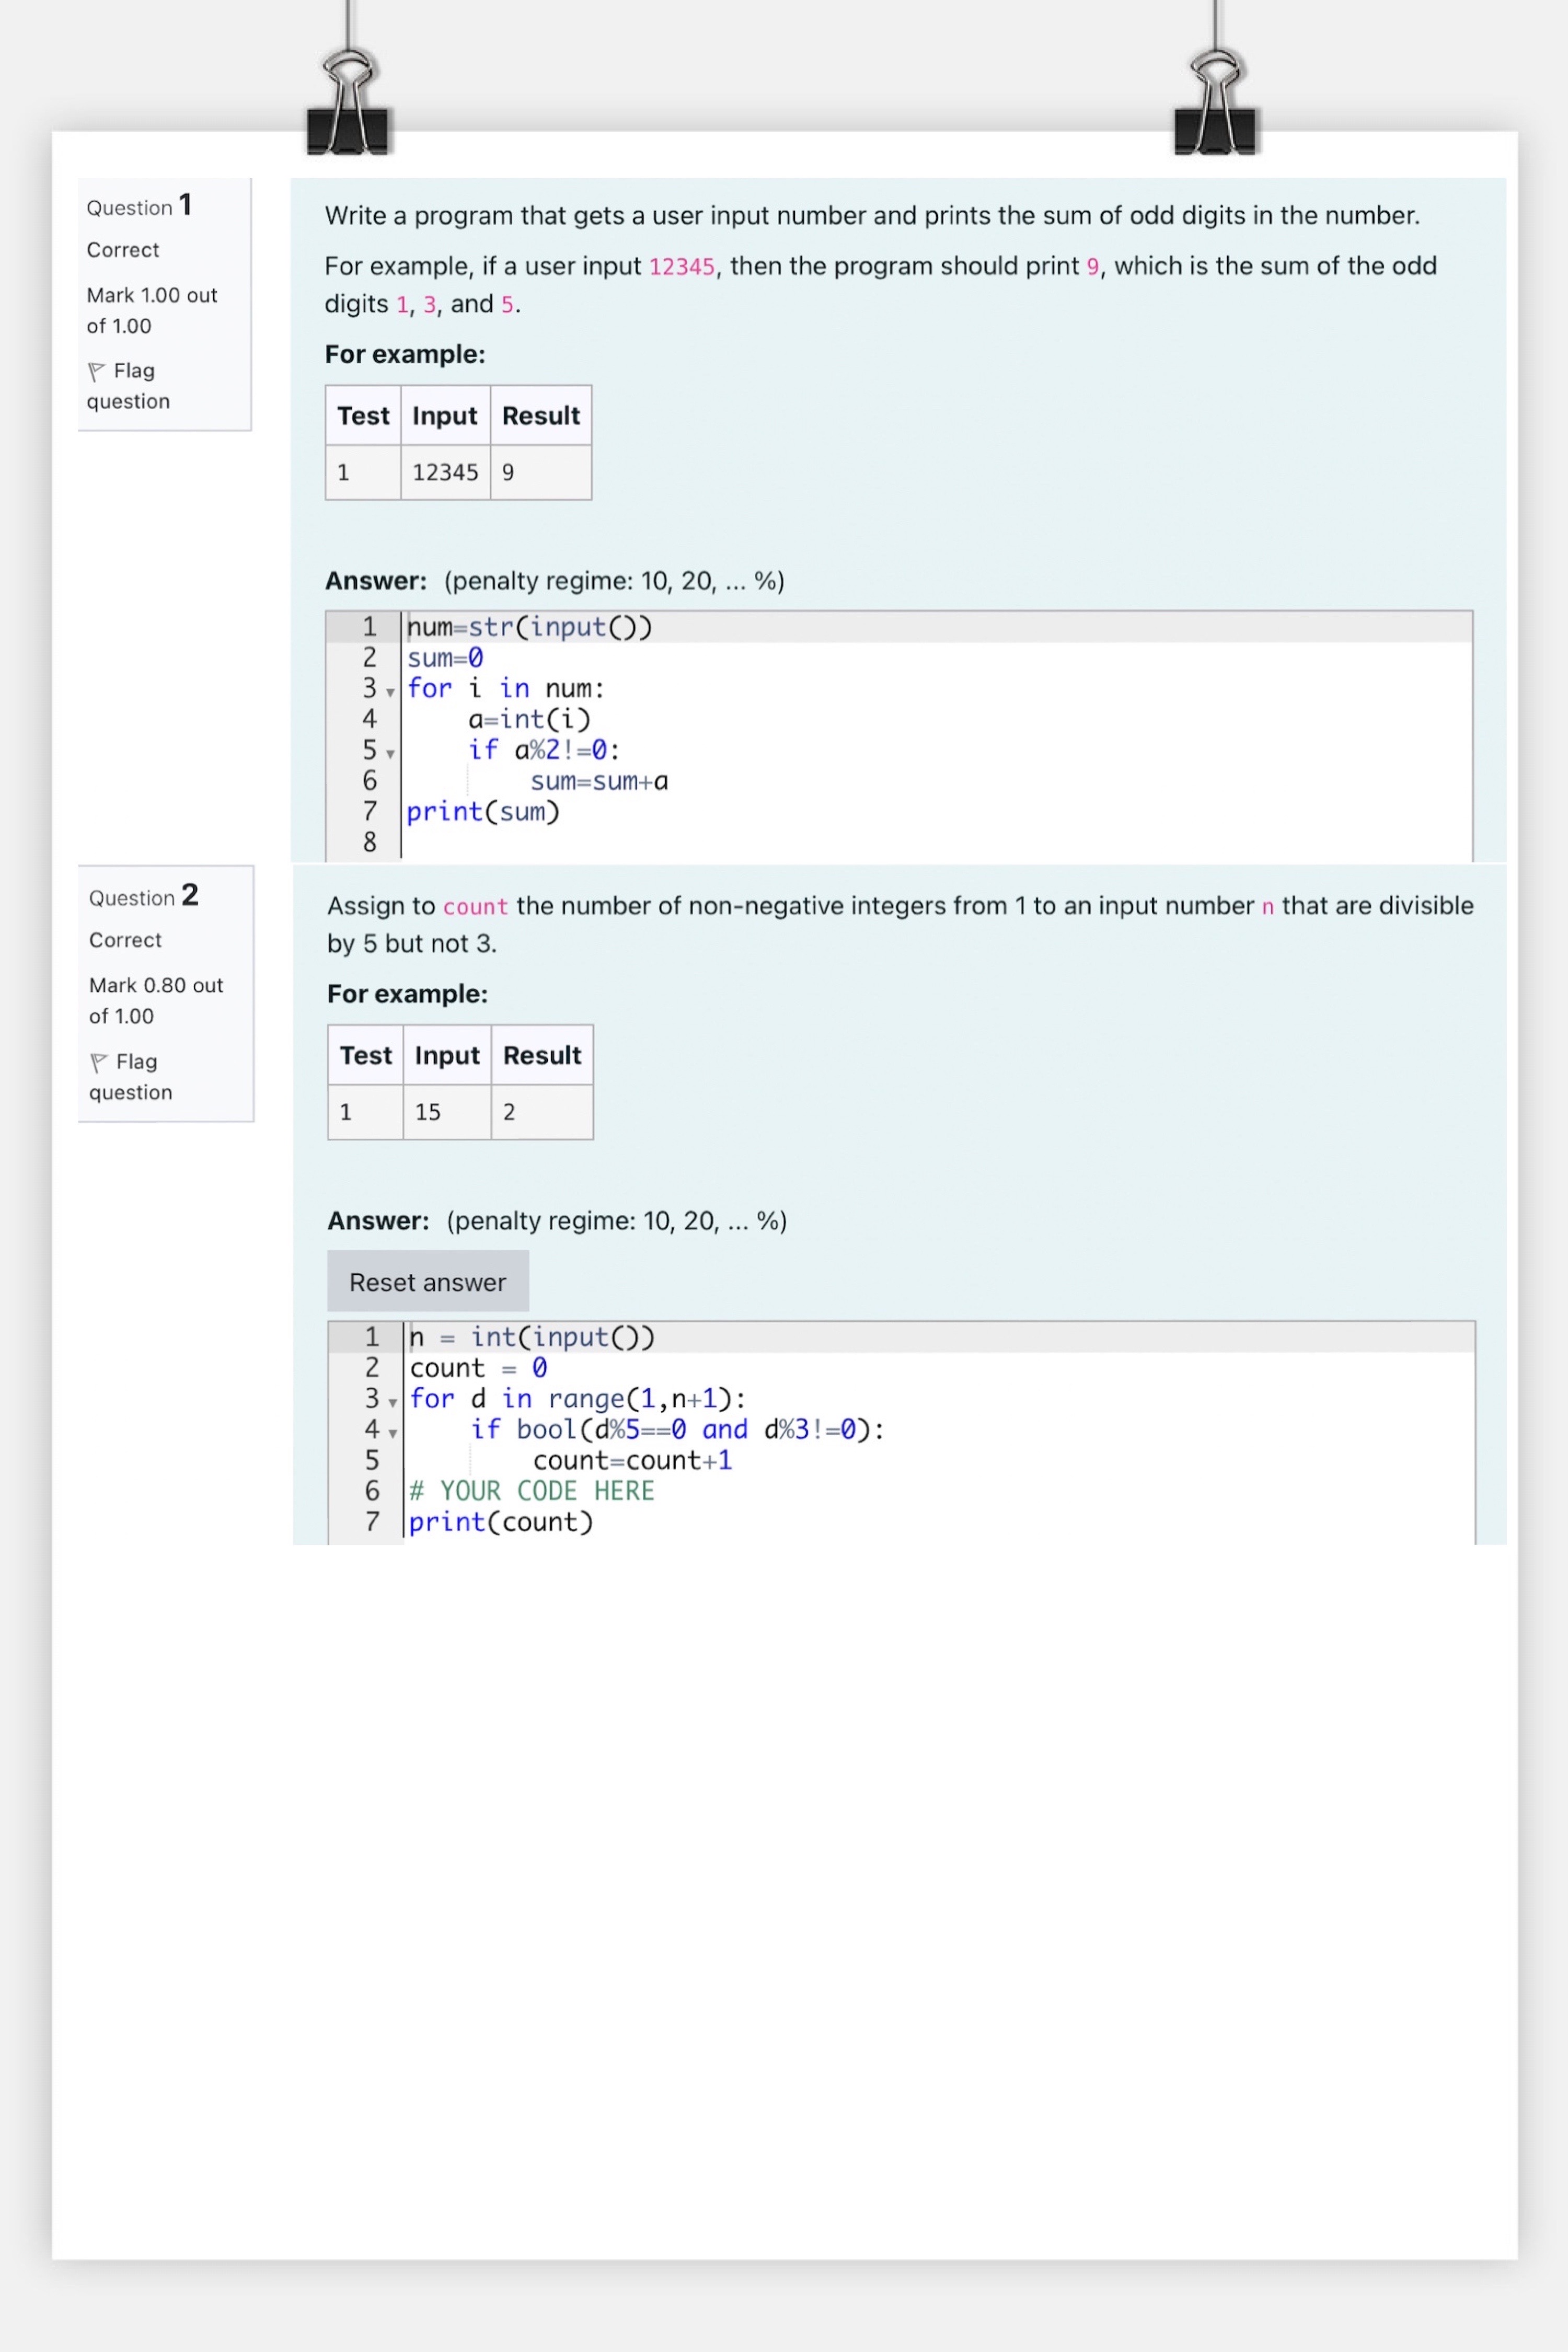 Question 1
Correct
Mark 1.00 out
of 1.00
Flag
question
Write a program that gets a user input number and prints the sum of odd digits in the number.
For example, if a user input 12345, then the program should print 9, which is the sum of the odd
digits 1, 3, and 5.
For example:
Test Input Result
1 12345 9
Answer: (penalty regime: 10, 20, ... %)
1 num=str(input())
2 sum=0
3 for i in num:
4     a=int(i)
5     if a%2!=0:
6         sum=sum+a
7 print(sum)
8
Question 2
Correct
Mark 0.80 out
of 1.00
Flag
question
Assign to count the number of non-negative integers from 1 to an input number n that are divisible
by 5 but not 3.
For example:
Test Input Result
1 15 2
Answer: (penalty regime: 10, 20, ... %)
Reset answer
1 n = int(input())
2 count = 0
3 for d in range(1,n+1):
4     if bool(d%5==0 and d%3!=0):
5         count=count+1
6 # YOUR CODE HERE
7 print(count)